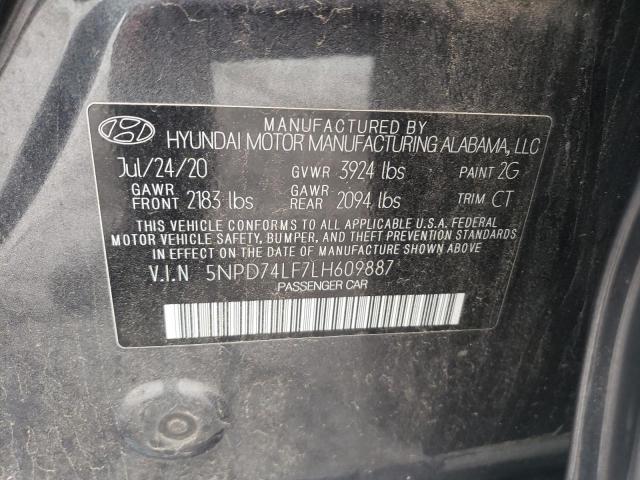 MANUFACTURED BY
HYUNDAI MOTOR MANUFACTURING ALABAMA, LLC
Jul/24/20 GVWR 3924 lbs PAINT 2G
GAWR FRONT 2183 lbs GAWR REAR 2094 lbs TRIM CT
THIS VEHICLE CONFORMS TO ALL APPLICABLE U.S.A. FEDERAL
MOTOR VEHICLE SAFETY, BUMPER, AND THEFT PREVENTION STANDARDS
IN EFFECT ON THE DATE OF MANUFACTURE SHOWN ABOVE.
V.I.N 5NPD74LF7LH609887
PASSENGER CAR